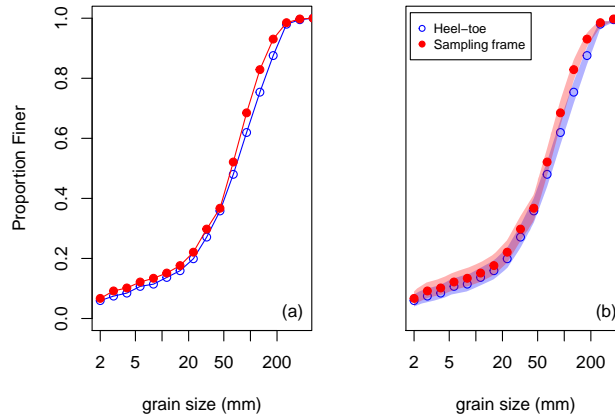 Proportion Finer
1.0
0.8
0.6
0.4
0.2
0.0
(a)
2 5 20 50 200
grain size (mm)
Heel−toe
Sampling frame
(b)
2 5 20 50 200
grain size (mm)